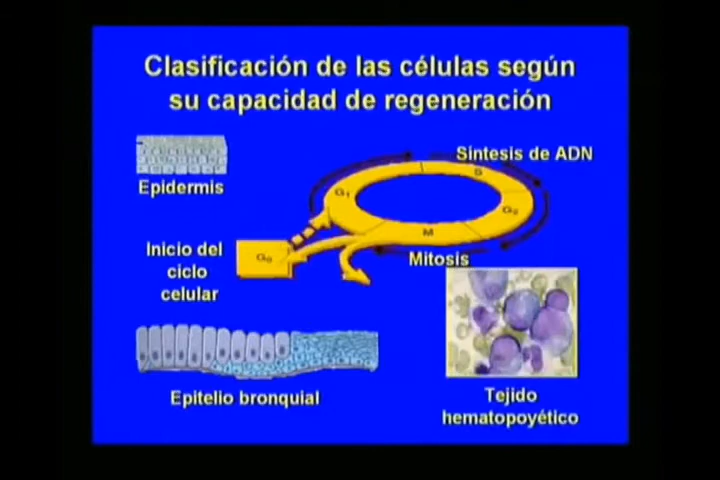 Clasificación de las células según
su capacidad de regeneración
Epidermis
Síntesis de ADN
S
G1
G2
M
Mitosis
G0
Inicio del
ciclo
celular
Epitelio bronquial
Tejido
hematopoyético